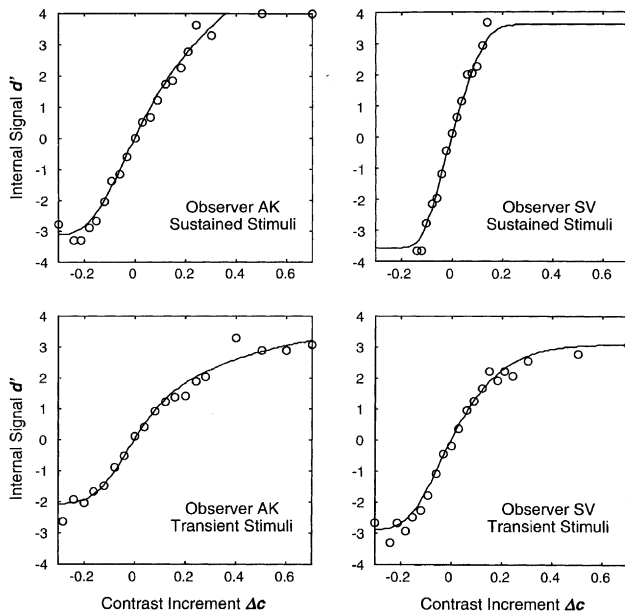 4
3
2
1
0
-1
-2
-3
-4
Internal Signal d'
-0.2 0 0.2 0.4 0.6
Observer AK
Sustained Stimuli
4
3
2
1
0
-1
-2
-3
-4
-0.2 0 0.2 0.4 0.6
Observer SV
Sustained Stimuli
4
3
2
1
0
-1
-2
-3
-4
Internal Signal d'
-0.2 0 0.2 0.4 0.6
Contrast Increment Δc
Observer AK
Transient Stimuli
4
3
2
1
0
-1
-2
-3
-4
-0.2 0 0.2 0.4 0.6
Contrast Increment Δc
Observer SV
Transient Stimuli